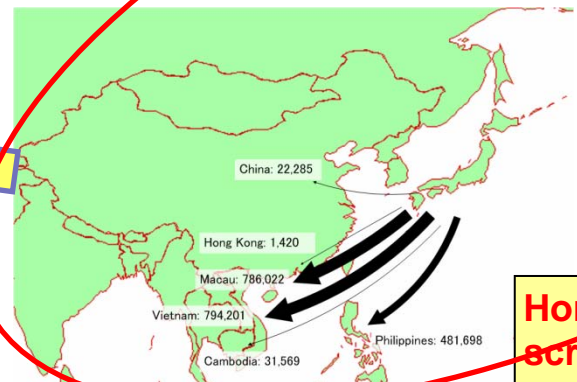 China: 22,285
Hong Kong: 1,420
Macau: 786,022
Vietnam: 794,201
Philippines: 481,698
Cambodia: 31,569